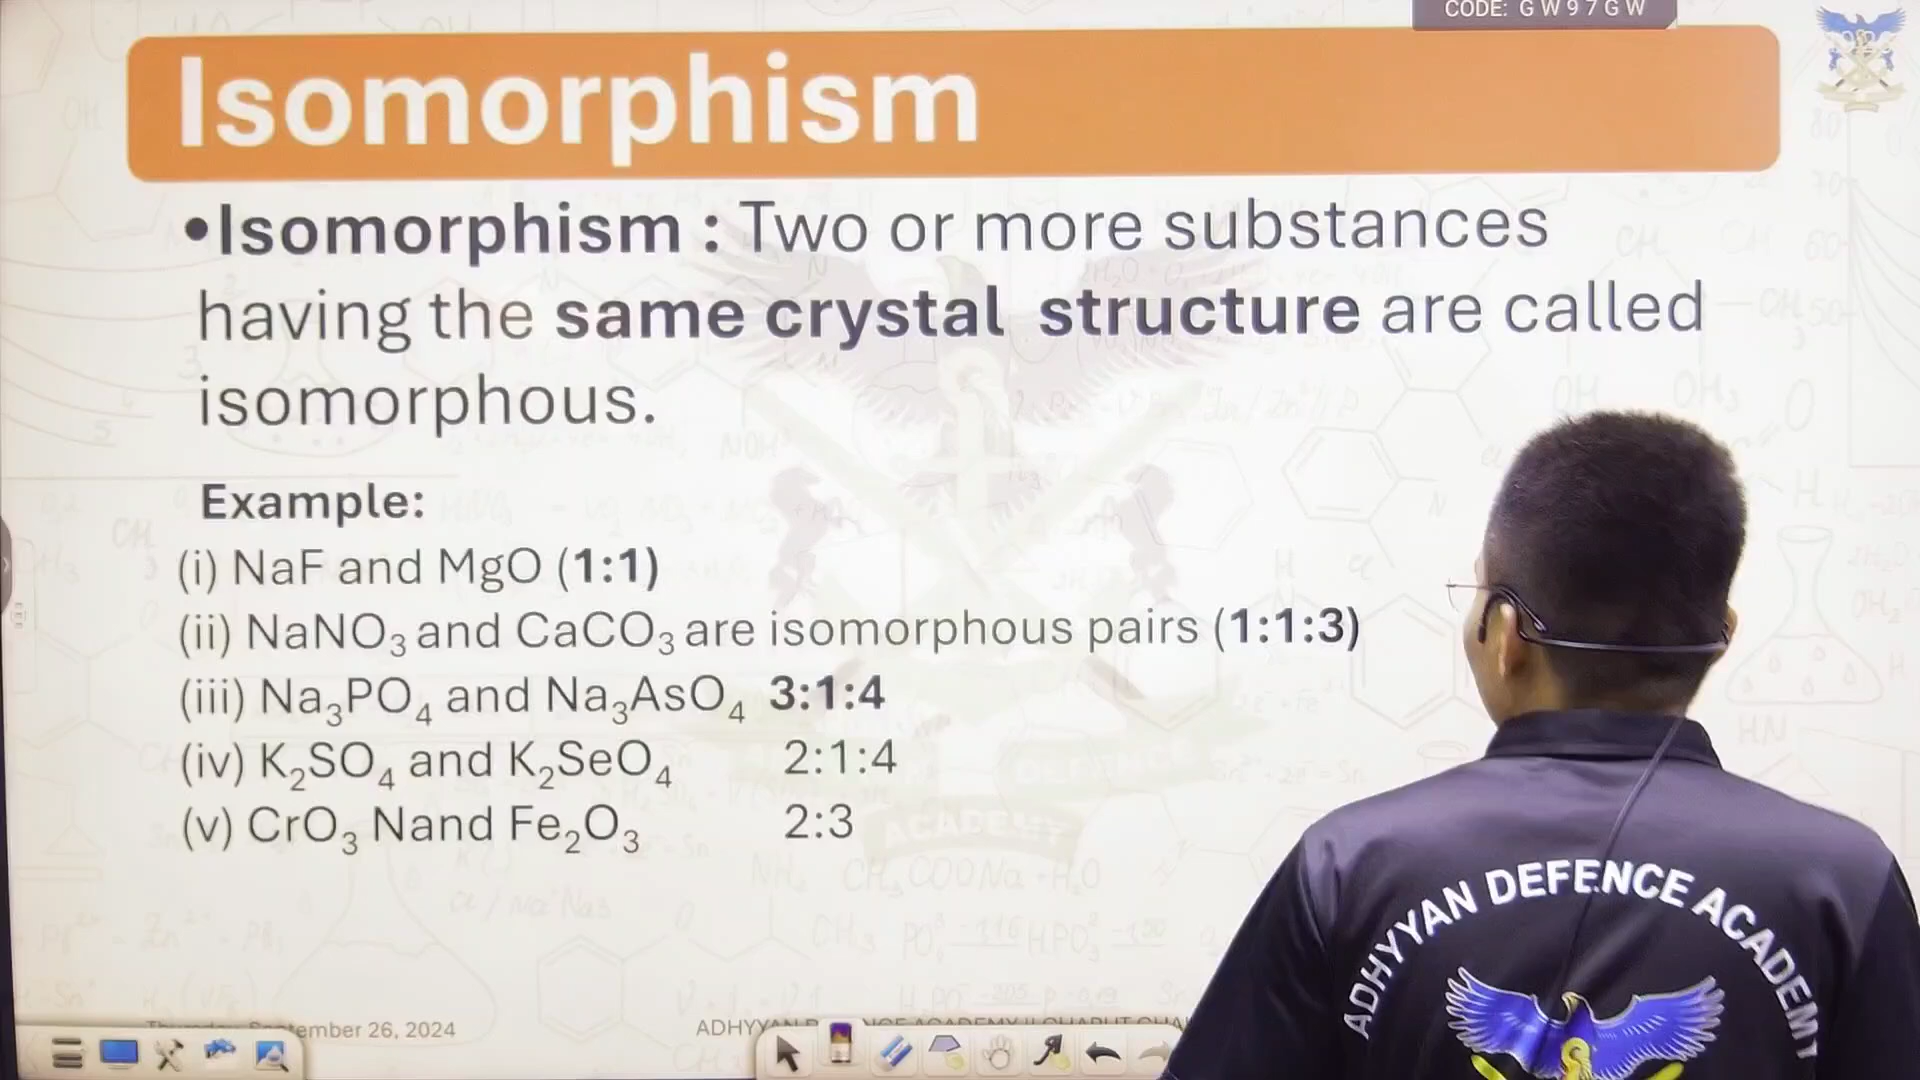 CODE: GW97GW
Isomorphism
•Isomorphism : Two or more substances
having the same crystal structure are called
isomorphous.
Example:
(i) NaF and MgO (1:1)
(ii) NaNO₃ and CaCO₃ are isomorphous pairs (1:1:3)
(iii) Na₃PO₄ and Na₃AsO₄ 3:1:4
(iv) K₂SO₄ and K₂SeO₄ 2:1:4
(v) CrO₃ Nand Fe₂O₃ 2:3
ACADEMY
ADHYYAN DEFENCE ACADEMY
ember 26, 2024